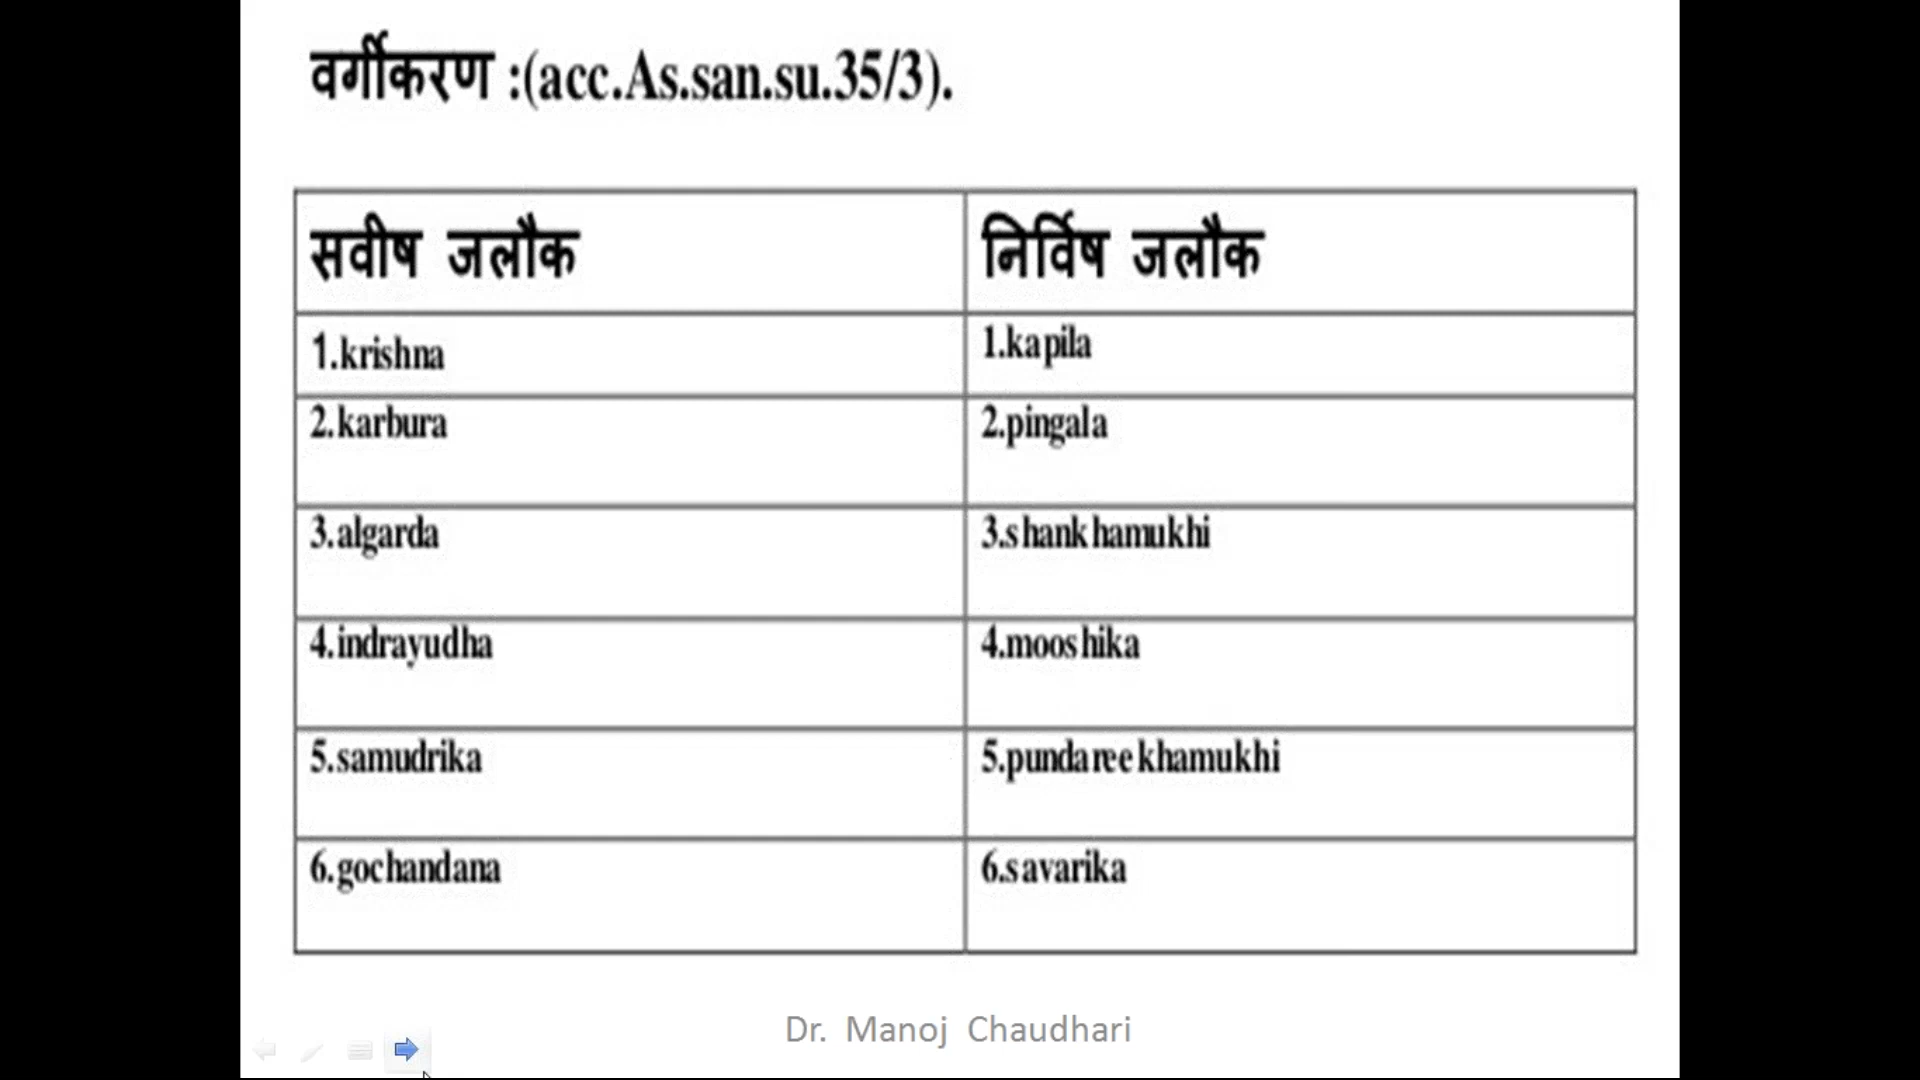 वर्गीकरण :(acc.As.san.su.35/3).
सवीष जलौक
निर्विष जलौक
1.krishna
1.kapila
2.karbura
2.pingala
3.algarda
3.shankhamukhi
4.indrayudha
4.mooshika
5.samudrika
5.pundareekhamukhi
6.gochandana
6.savarika
Dr. Manoj Chaudhari